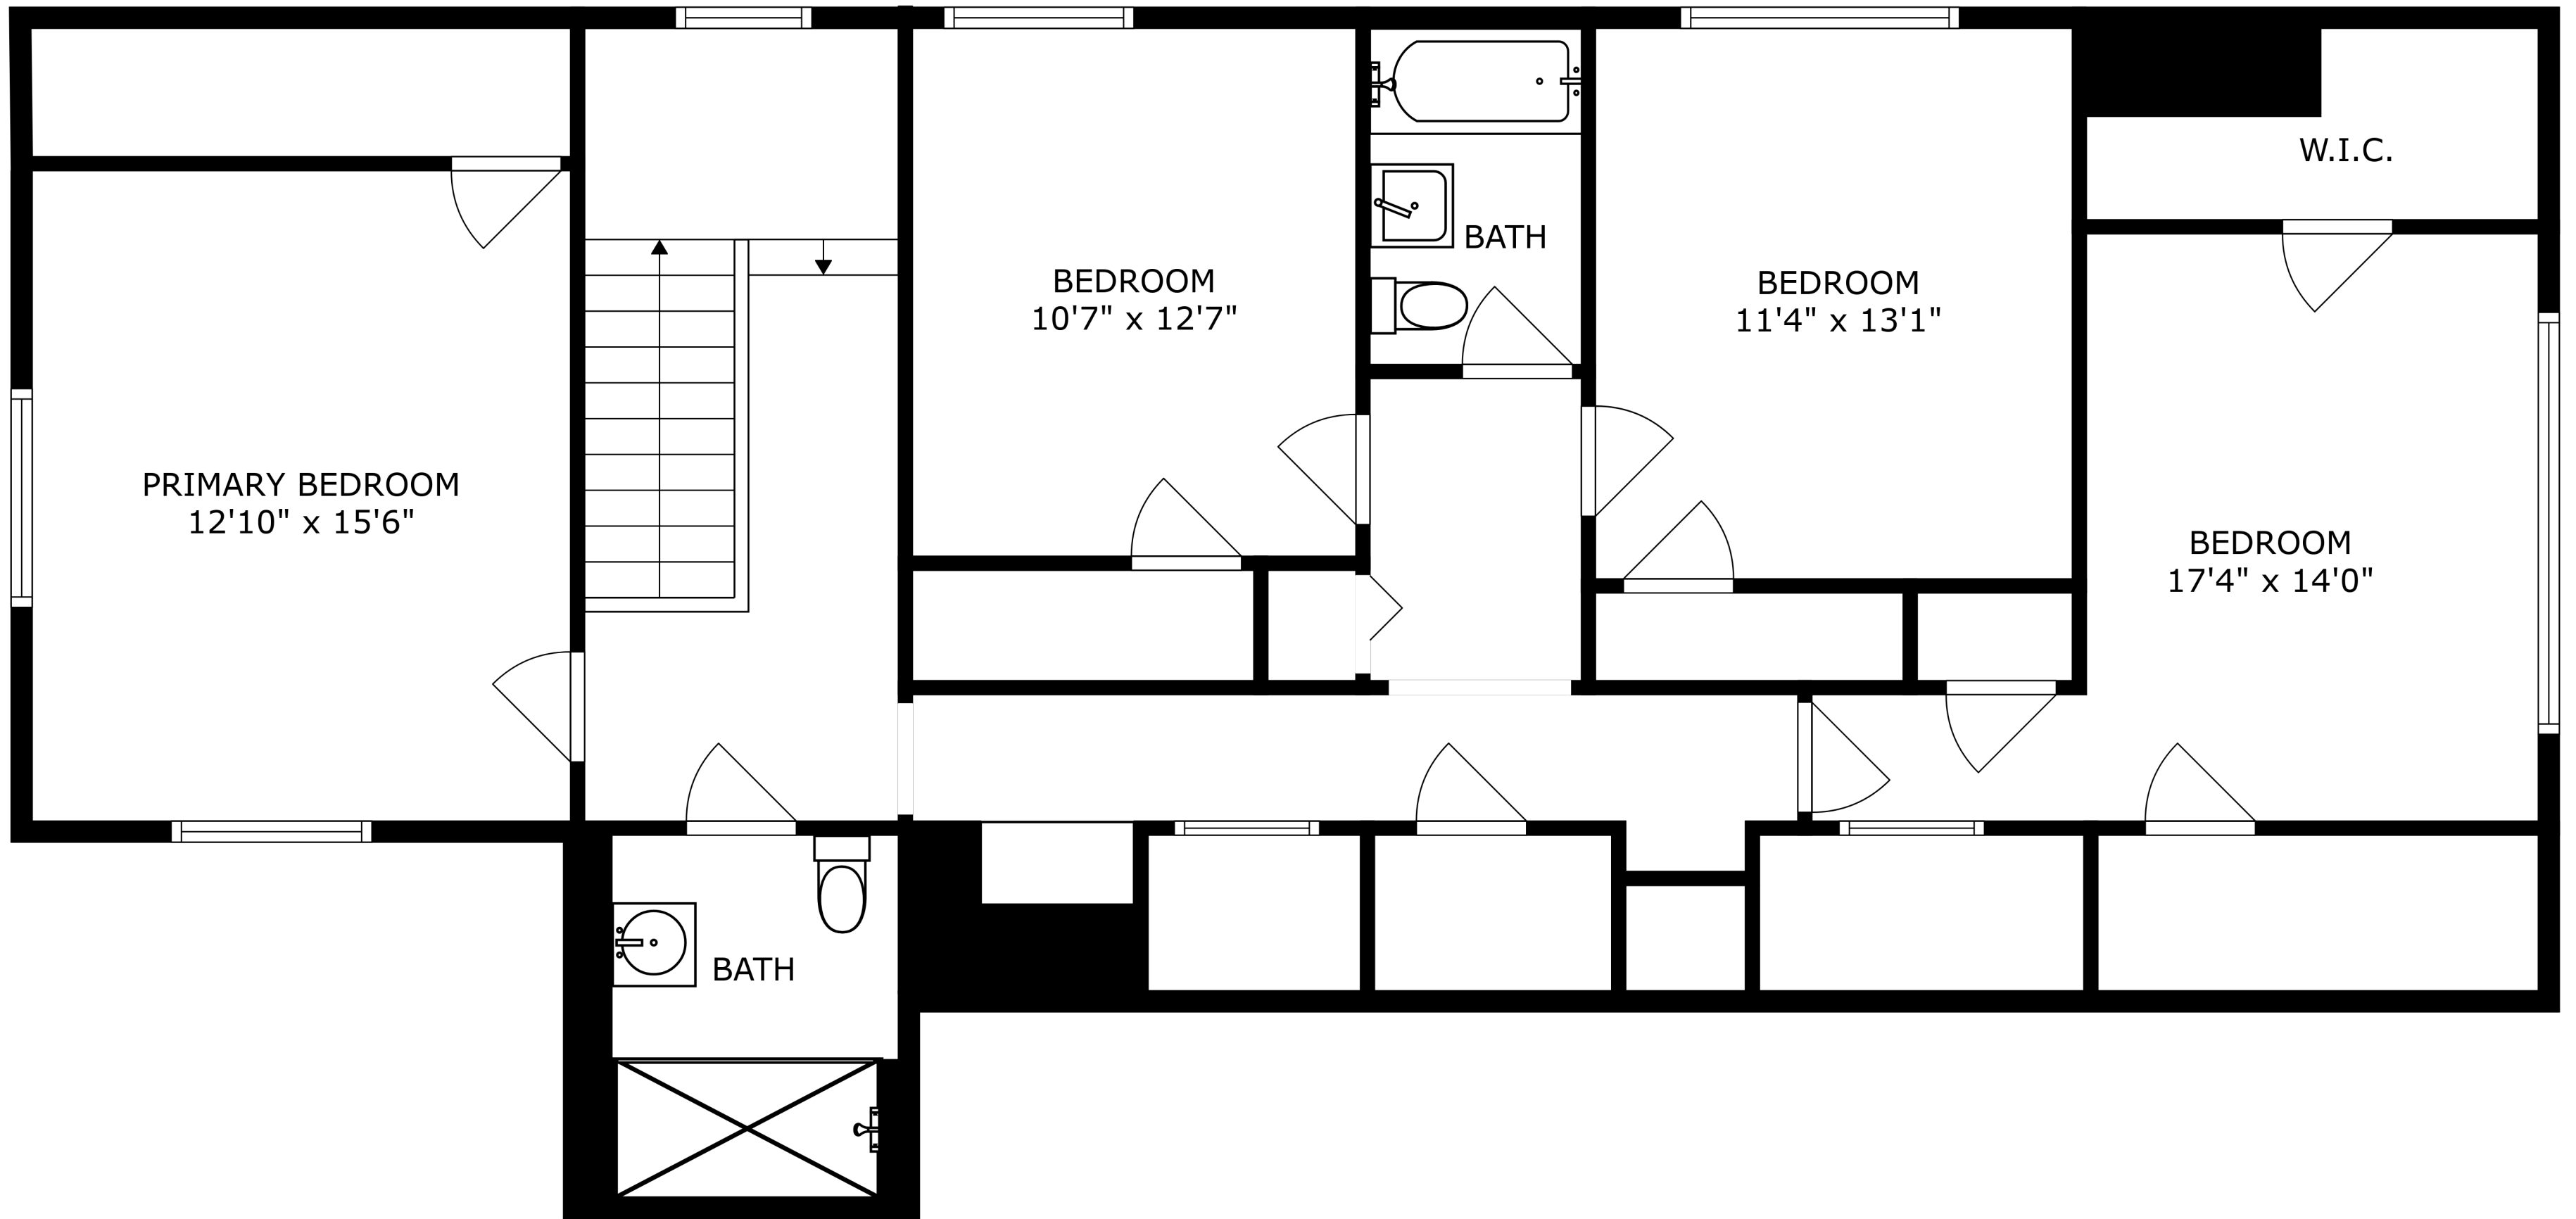 W.I.C.
BATH
BEDROOM
10'7" x 12'7"
BEDROOM
11'4" x 13'1"
PRIMARY BEDROOM
12'10" x 15'6"
BEDROOM
17'4" x 14'0"
BATH